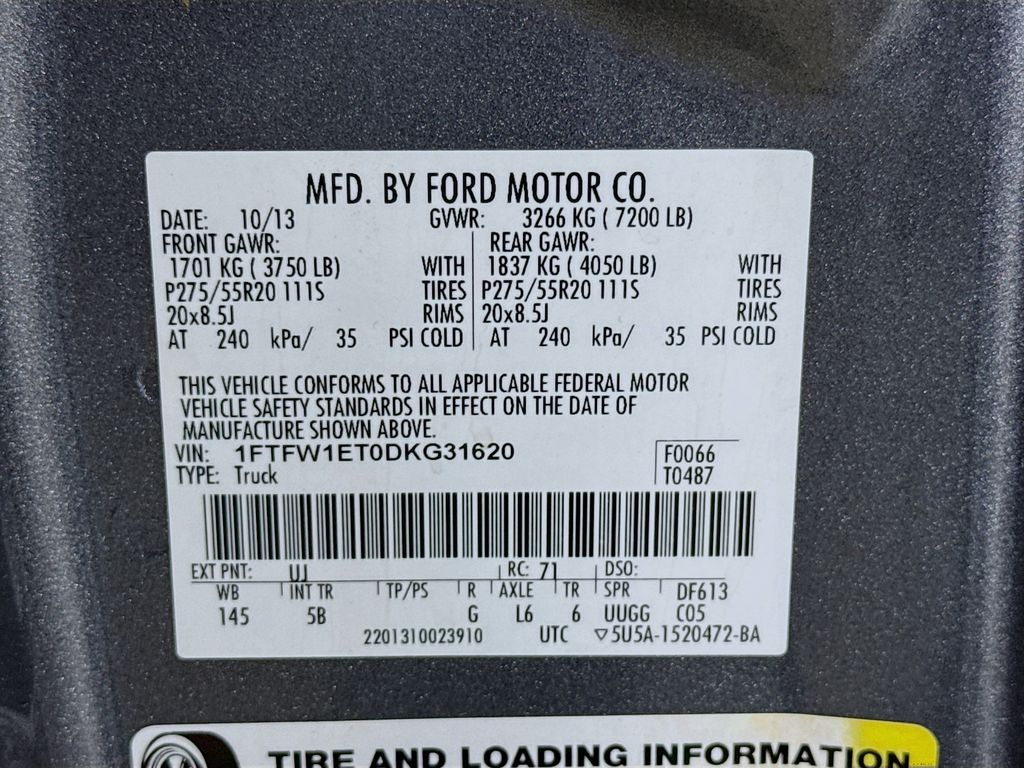 MFD. BY FORD MOTOR CO.
DATE: 10/13 GVWR: 3266 KG ( 7200 LB)
FRONT GAWR: REAR GAWR:
1701 KG ( 3750 LB) WITH 1837 KG ( 4050 LB) WITH
P275/55R20 111S TIRES P275/55R20 111S TIRES
20x8.5J RIMS 20x8.5J RIMS
AT 240 kPa/ 35 PSI COLD AT 240 kPa/ 35 PSI COLD
THIS VEHICLE CONFORMS TO ALL APPLICABLE FEDERAL MOTOR
VEHICLE SAFETY STANDARDS IN EFFECT ON THE DATE OF
MANUFACTURE SHOWN ABOVE.
VIN: 1FTFW1ET0DKG31620 F0066
TYPE: Truck T0487
EXT PNT: UJ RC: 71 DSO:
WB INT TR TP/PS R AXLE TR SPR DF613
145 5B G L6 6 UUGG C05
2201310023910 UTC ▽5U5A-1520472-BA
TIRE AND LOADING INFORMATION